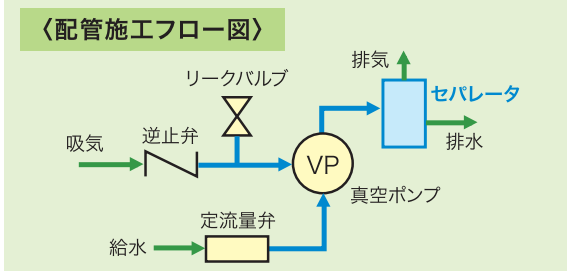 〈配管施工フロー図〉
排気
リークバルブ
セパレータ
吸気
逆止弁
排水
VP
真空ポンプ
定流量弁
給水